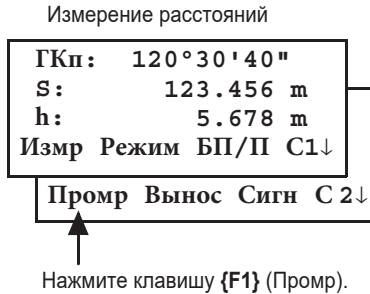 Измерение расстояний
ГКп: 120°30'40"
S: 123.456 m
h: 5.678 m
Измр Режим БП/П С1↓
Промр Вынос Сигн С 2↓
Нажмите клавишу {F1} (Промр).